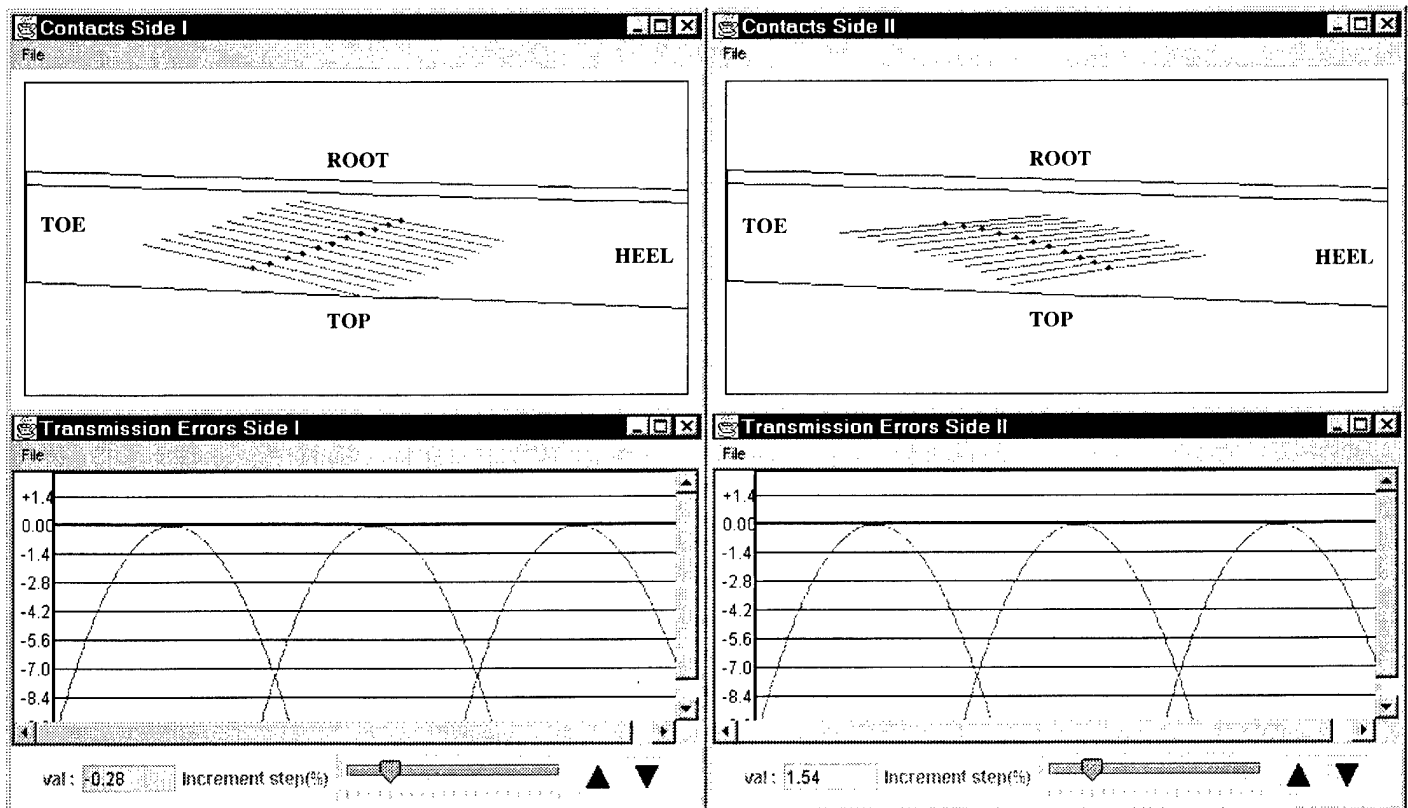 Contacts Side I
File
ROOT
TOE
HEEL
TOP
Contacts Side II
File
ROOT
TOE
HEEL
TOP
Transmission Errors Side I
File
+1.4
0.00
-1.4
-2.8
-4.2
-5.6
-7.0
-8.4
val : -0.28 Increment step(%)
Transmission Errors Side II
File
+1.4
0.00
-1.4
-2.8
-4.2
-5.6
-7.0
-8.4
val : 1.54 Increment step(%)